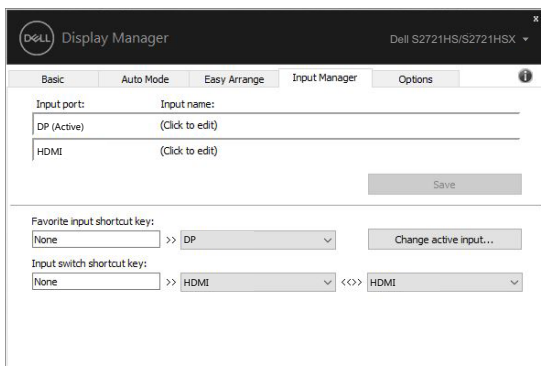 x
DELL Display Manager Dell S2721HS/S2721HSX
Basic Auto Mode Easy Arrange Input Manager Options
Input port: Input name:
DP (Active) (Click to edit)
HDMI (Click to edit)
Save
Favorite input shortcut key:
None >> DP Change active input...
Input switch shortcut key:
None >> HDMI <<>> HDMI